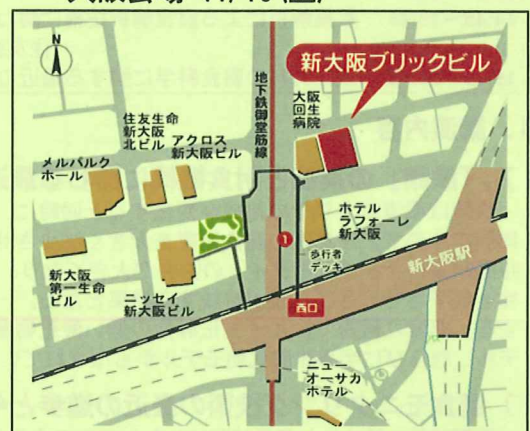 N
新大阪ブリックビル
地下鉄御堂筋線
大阪
回生
病院
住友生命
新大阪
北ビル
アクロス
新大阪ビル
メルパルク
ホール
ホテル
ラフォーレ
新大阪
1
歩行者
デッキ
新大阪駅
新大阪
第一生命
ビル
ニッセイ
新大阪ビル
西口
ニュー
オーサカ
ホテル